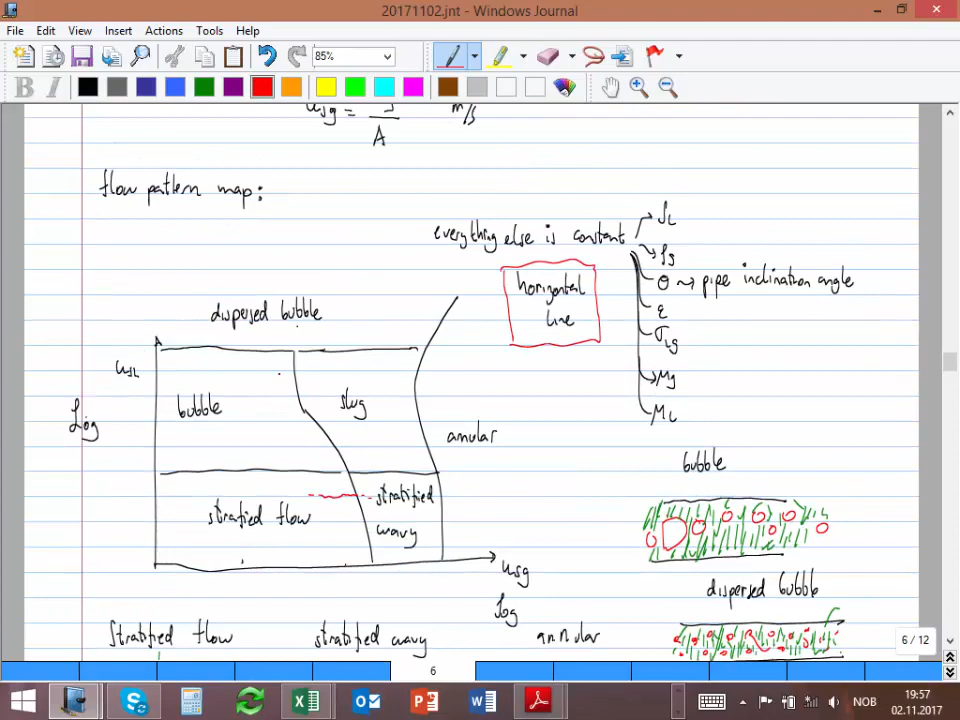 20171102.jnt - Windows Journal
File Edit View Insert Actions Tools Help
85%
B I
usg = m/s
A
flow pattern map:
everything else is constant
ρL
ρg
θ → pipe inclination angle
ε
σLg
μg
μL
horizontal
line
dispersed bubble
usL
Log
bubble
slug
annular
stratified flow
stratified
wavy
usg
log
bubble
dispersed bubble
Stratified flow
stratified wavy
annular
6 / 12
6
NOB
19:57
02.11.2017